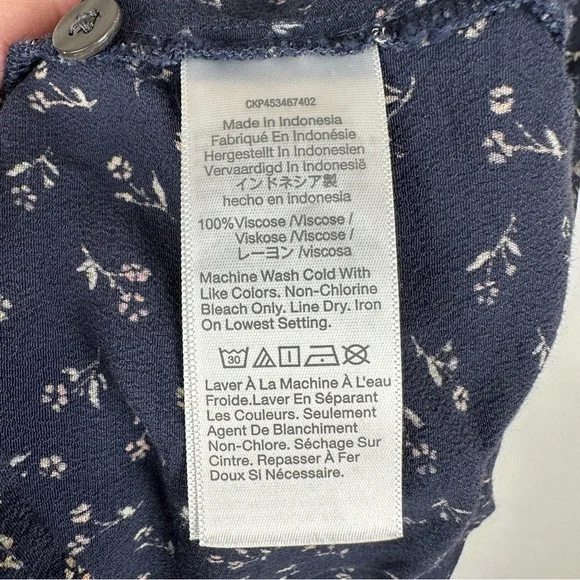 CKP453467402
Made In Indonesia
Fabriqué En Indonésie
Hergestellt In Indonesien
Vervaardigd In Indonesie
インドネシア製
hecho en indonesia
100%Viscose /Viscose /
Viskose /Viscose /
レーヨン /viscosa
Machine Wash Cold With
Like Colors. Non-Chlorine
Bleach Only. Line Dry. Iron
On Lowest Setting.
30
Laver À La Machine À L'eau
Froide.Laver En Séparant
Les Couleurs. Seulement
Agent De Blanchiment
Non-Chlore. Séchage Sur
Cintre. Repasser À Fer
Doux Si Nécessaire.